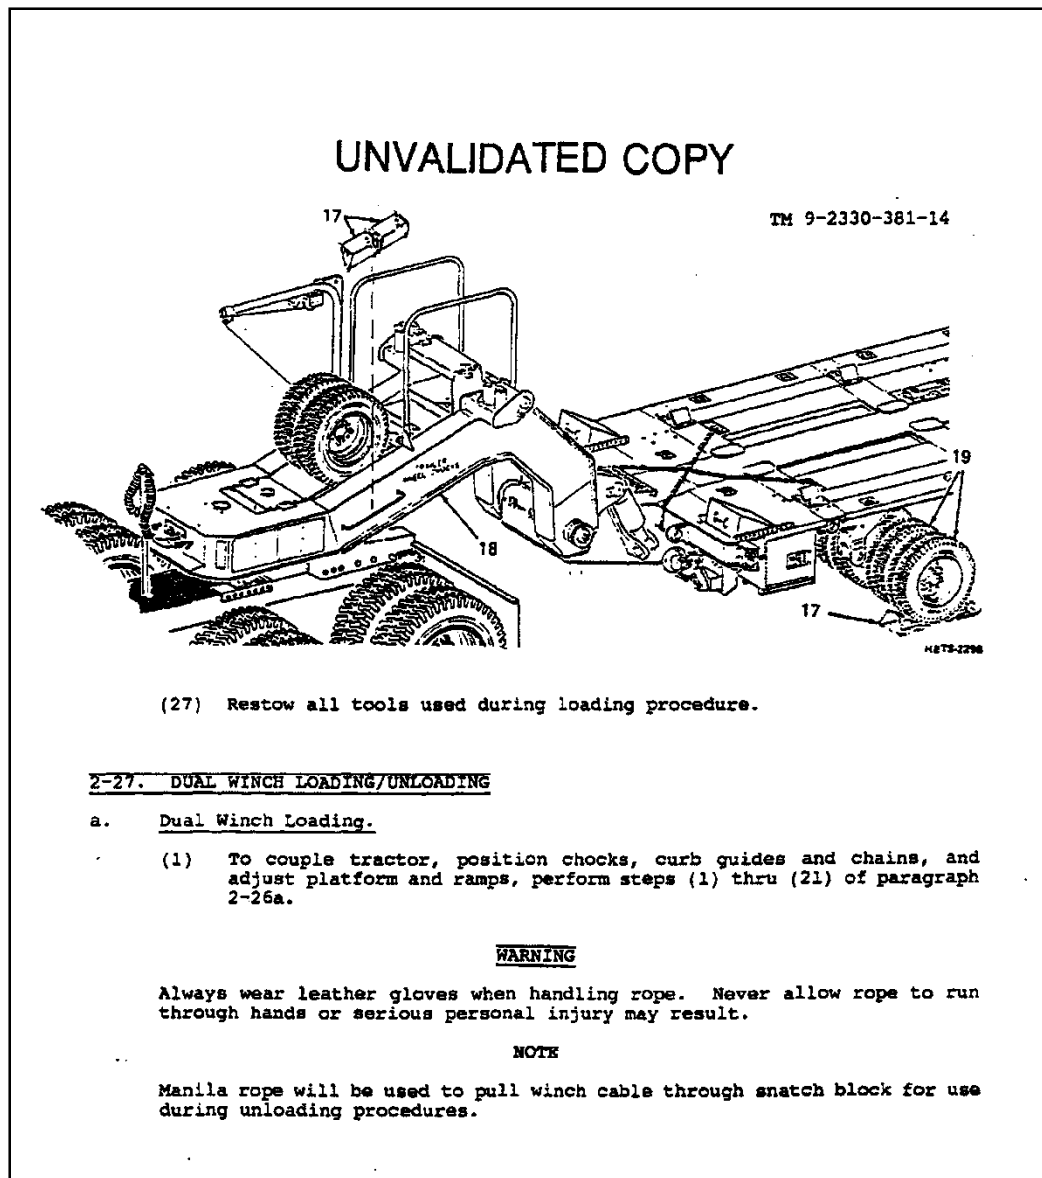 UNVALIDATED COPY
TM 9-2330-381-14
17
19
18
17
HETS-2298
(27) Restow all tools used during loading procedure.
2-27. DUAL WINCH LOADING/UNLOADING
a. Dual Winch Loading.
(1) To couple tractor, position chocks, curb guides and chains, and
adjust platform and ramps, perform steps (1) thru (21) of paragraph
2-26a.
WARNING
Always wear leather gloves when handling rope. Never allow rope to run
through hands or serious personal injury may result.
NOTE
Manila rope will be used to pull winch cable through snatch block for use
during unloading procedures.